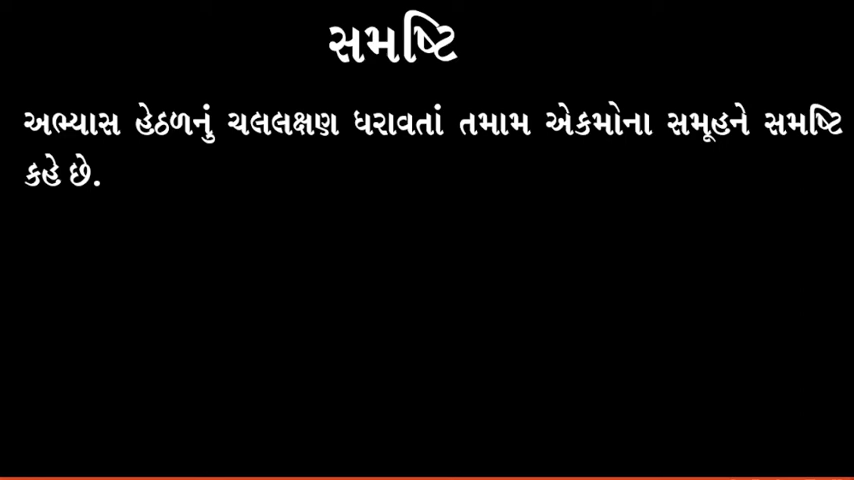 સમષ્ટિ
અભ્યાસ હેઠળનું ચલલક્ષણ ધરાવતાં તમામ એકમોના સમૂહને સમષ્ટિ
કહે છે.